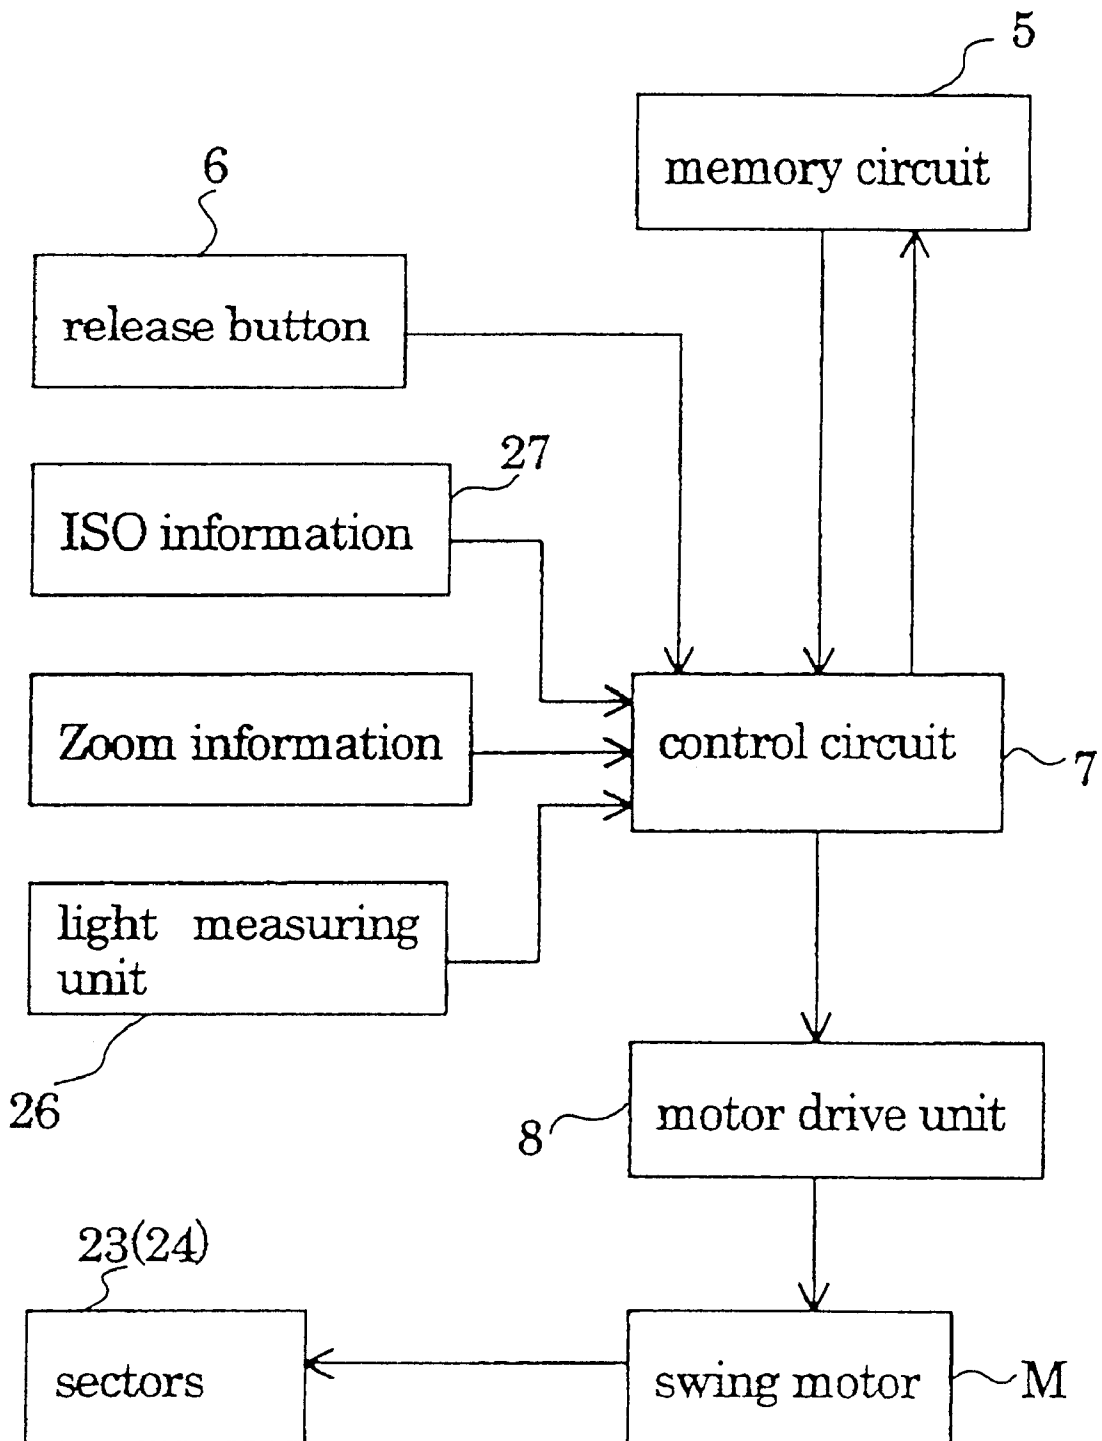 5
memory circuit
6
release button
27
ISO information
Zoom information
control circuit
7
light measuring
unit
26
motor drive unit
8
23(24)
sectors
swing motor
M